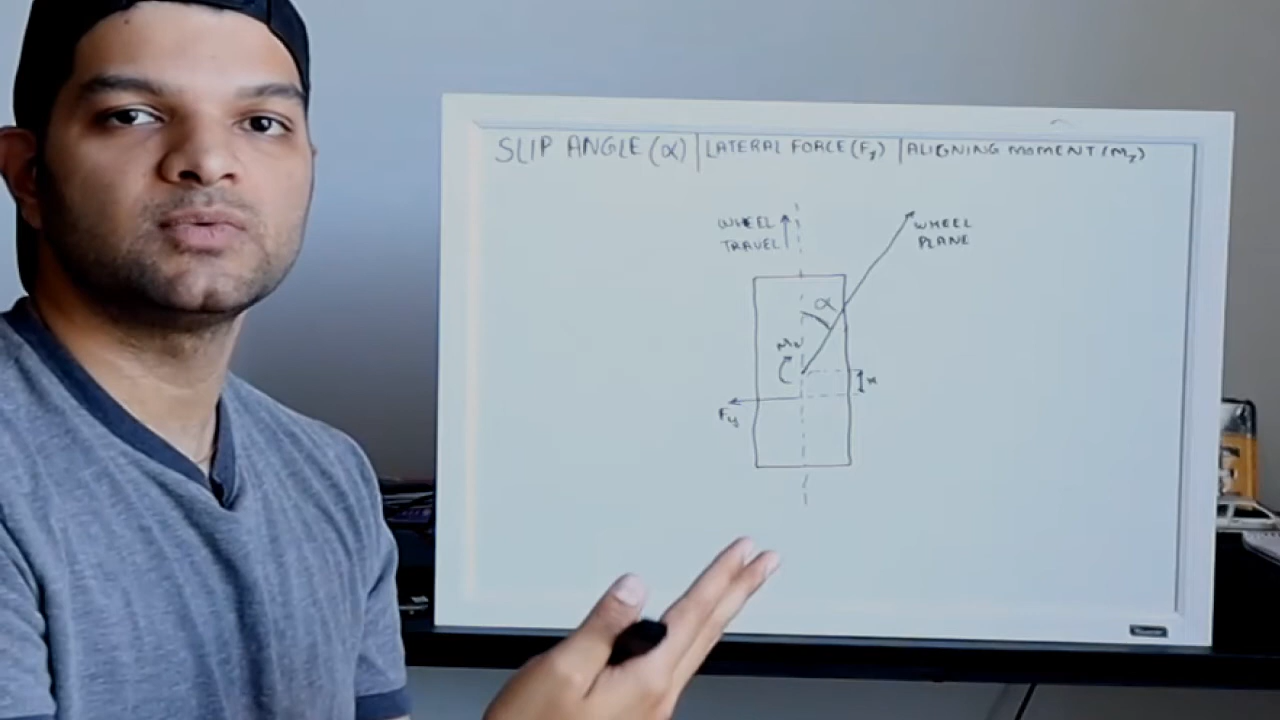 SLIP ANGLE (α) | LATERAL FORCE (Fy) | ALIGNING MOMENT (Mz)
WHEEL
TRAVEL
WHEEL
PLANE
α
Mz
x
Fy